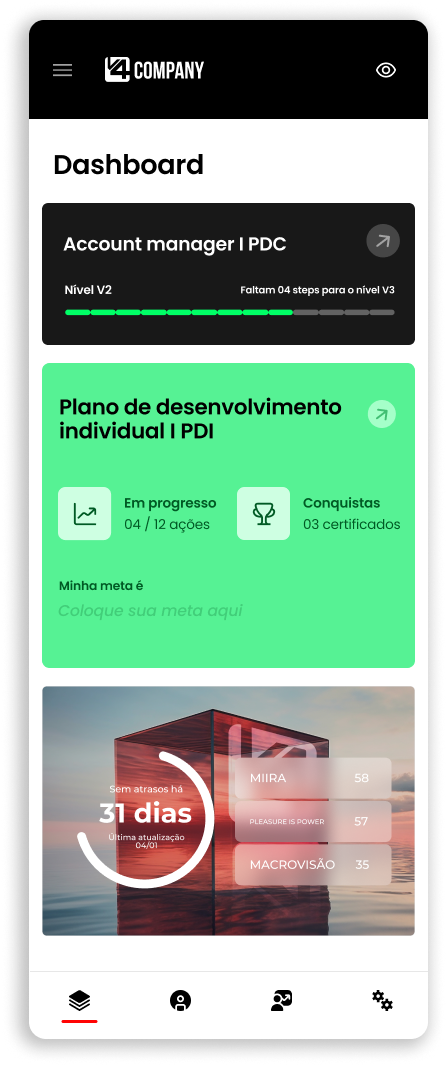 V4 COMPANY
Dashboard
Account manager I PDC
Nível V2
Faltam 04 steps para o nível V3
Plano de desenvolvimento
individual I PDI
Em progresso
04 / 12 ações
Conquistas
03 certificados
Minha meta é
Coloque sua meta aqui
Sem atrasos há
31 dias
Última atualização
04/01
MIIRA 58
PLEASURE IS POWER 57
MACROVISÃO 35